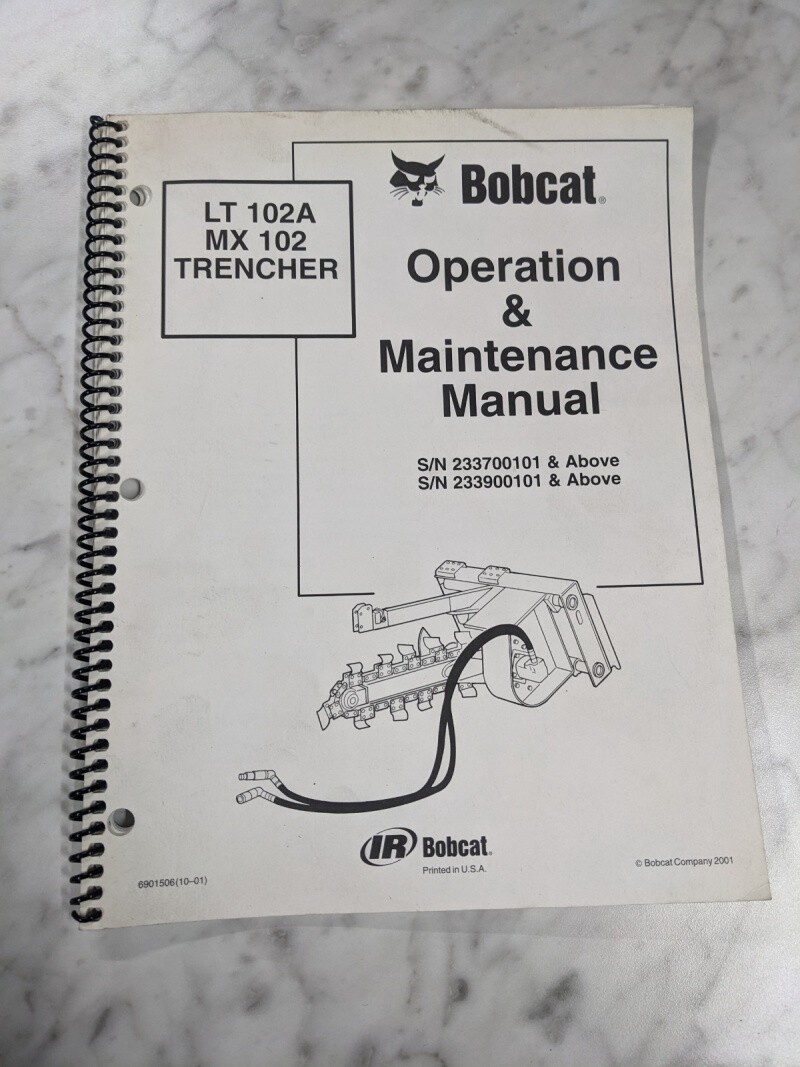 Bobcat®
LT 102A
MX 102
TRENCHER
Operation
&
Maintenance
Manual
S/N 233700101 & Above
S/N 233900101 & Above
IR Bobcat®
Printed in U.S.A.
6901506 (10–01)
© Bobcat Company 2001